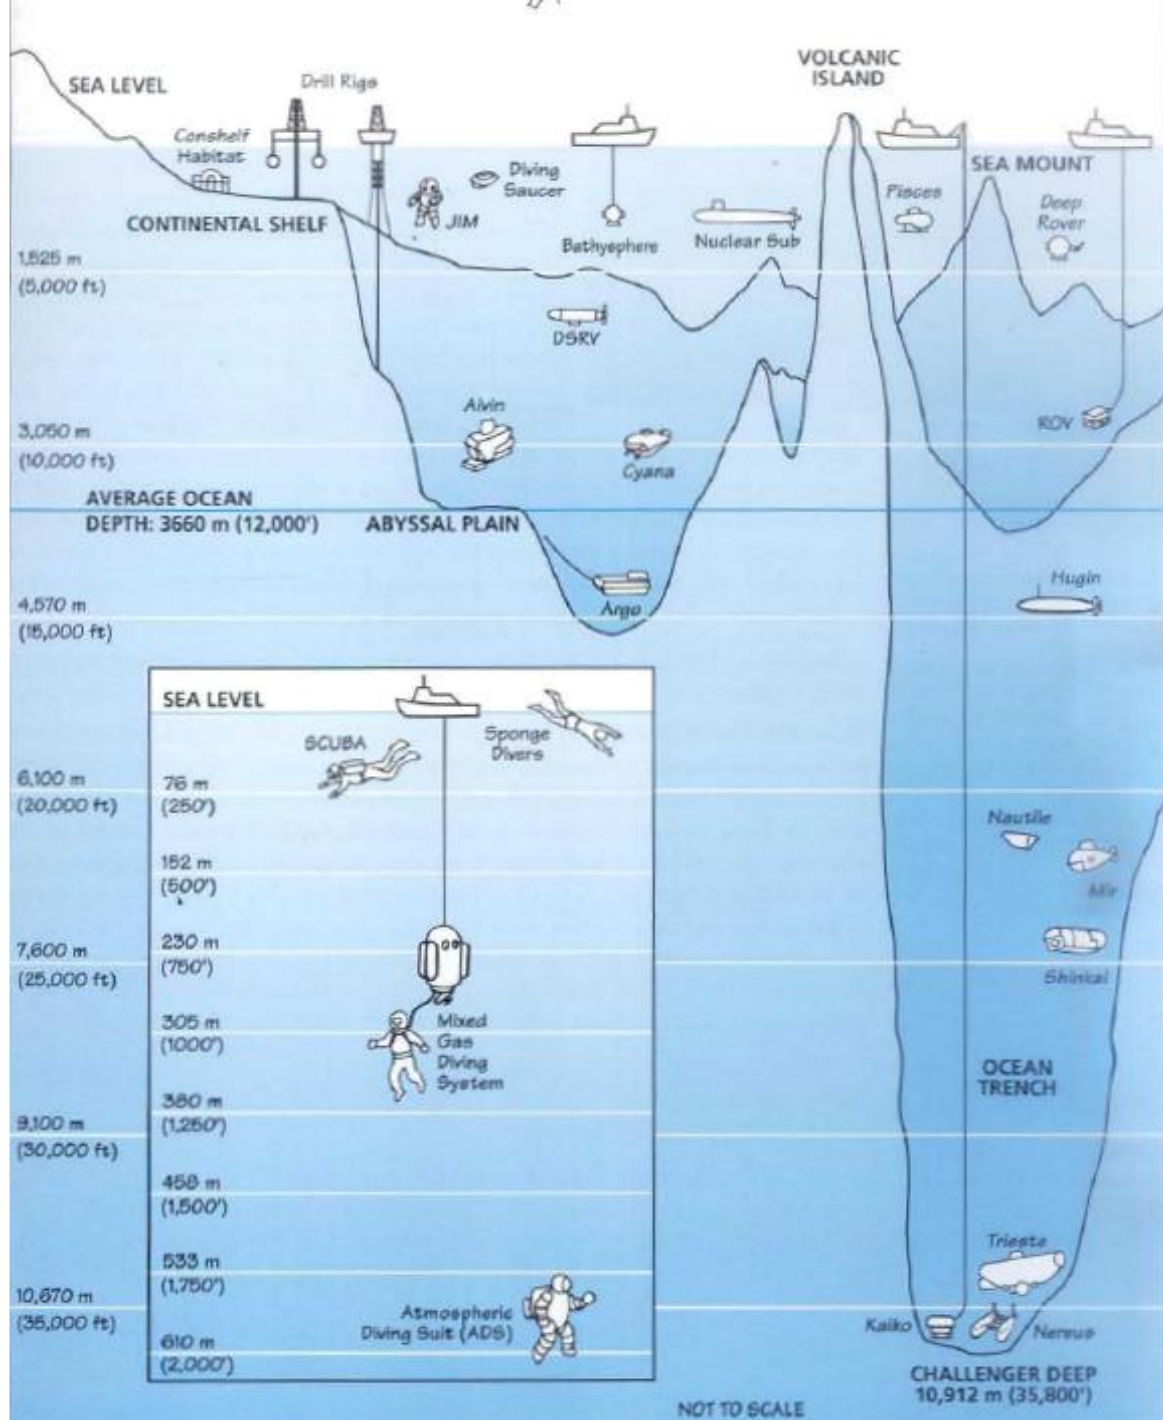 VOLCANIC
ISLAND
SEA LEVEL
Drill Rigs
Conshelf
Habitat
Diving
Saucer
SEA MOUNT
Pisces
Deep
Rover
CONTINENTAL SHELF
JIM
Bathysphere
Nuclear Sub
1,525 m
(5,000 ft)
DSRV
Alvin
ROV
3,050 m
(10,000 ft)
Cyana
AVERAGE OCEAN
DEPTH: 3660 m (12,000')
ABYSSAL PLAIN
Hugin
4,570 m
(15,000 ft)
Argo
SEA LEVEL
SCUBA
Sponge
Divers
6,100 m
(20,000 ft)
76 m
(250')
Nautile
Mir
152 m
(500')
7,600 m
(25,000 ft)
230 m
(750')
Shinkai
305 m
(1000')
Mixed
Gas
Diving
System
OCEAN
TRENCH
380 m
(1,250')
9,100 m
(30,000 ft)
458 m
(1,500')
533 m
(1,750')
Trieste
10,670 m
(35,000 ft)
Atmospheric
Diving Suit (ADS)
610 m
(2,000')
Kaiko
Nereus
CHALLENGER DEEP
10,912 m (35,800')
NOT TO SCALE